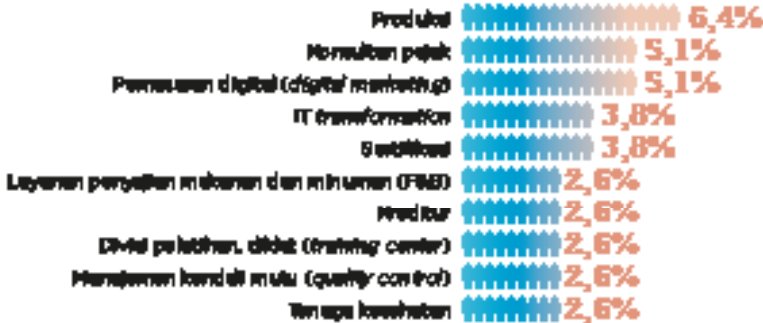 Produksi 6,4%
Konsultan pajak 5,1%
Pemasaran digital (digital marketing) 5,1%
IT transformation 3,8%
Sertifikasi 3,8%
Layanan penyajian makanan dan minuman (F&B) 2,6%
Kreditur 2,6%
Divisi pelatihan, diklat (training center) 2,6%
Manajemen kendali mutu (quality control) 2,6%
Tenaga kesehatan 2,6%